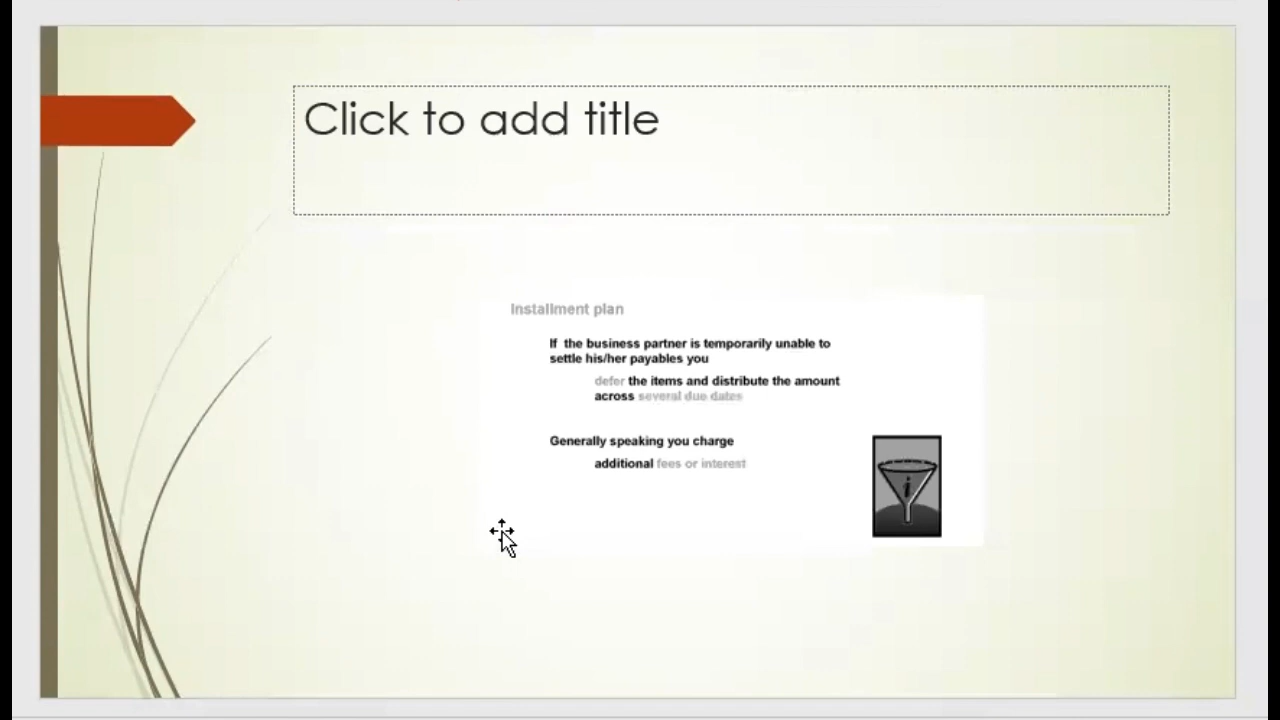 Click to add title
Installment plan
If the business partner is temporarily unable to
settle his/her payables you
defer the items and distribute the amount
across several due dates
Generally speaking you charge
additional fees or interest
i